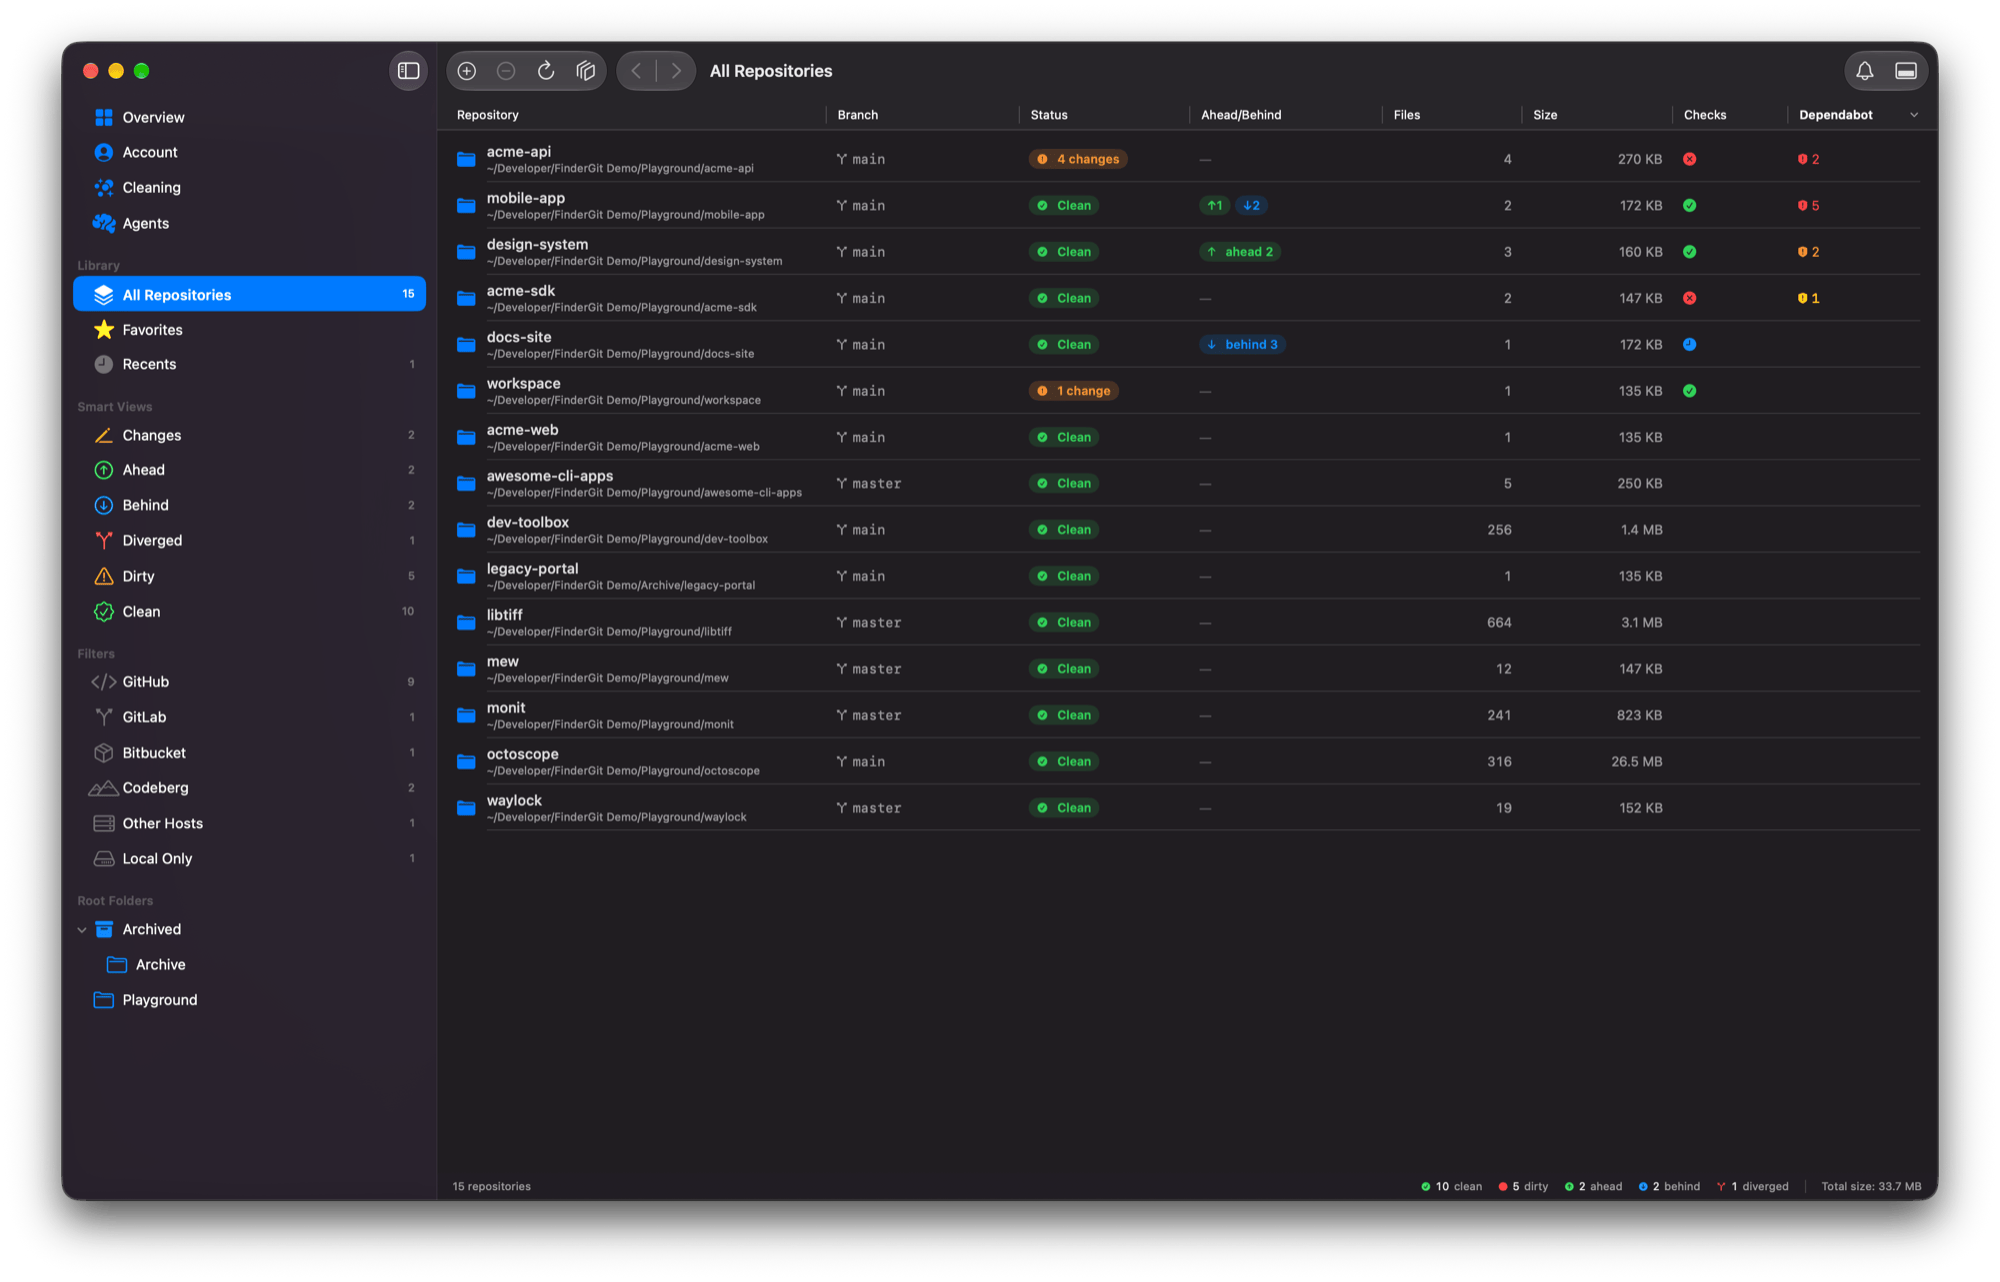 All Repositories
Overview
Account
Cleaning
Agents
Library
All Repositories 15
Favorites
Recents 1
Smart Views
Changes 2
Ahead 2
Behind 2
Diverged 1
Dirty 5
Clean 10
Filters
GitHub 9
GitLab 1
Bitbucket 1
Codeberg 2
Other Hosts 1
Local Only 1
Root Folders
Archived
Archive
Playground
Repository Branch Status Ahead/Behind Files Size Checks Dependabot
acme-api main 4 changes — 4 270 KB 2
~/Developer/FinderGit Demo/Playground/acme-api
mobile-app main Clean ↑1 ↓2 2 172 KB 5
~/Developer/FinderGit Demo/Playground/mobile-app
design-system main Clean ↑ ahead 2 3 160 KB 2
~/Developer/FinderGit Demo/Playground/design-system
acme-sdk main Clean — 2 147 KB 1
~/Developer/FinderGit Demo/Playground/acme-sdk
docs-site main Clean ↓ behind 3 1 172 KB
~/Developer/FinderGit Demo/Playground/docs-site
workspace main 1 change — 1 135 KB
~/Developer/FinderGit Demo/Playground/workspace
acme-web main Clean — 1 135 KB
~/Developer/FinderGit Demo/Playground/acme-web
awesome-cli-apps master Clean — 5 250 KB
~/Developer/FinderGit Demo/Playground/awesome-cli-apps
dev-toolbox main Clean — 256 1.4 MB
~/Developer/FinderGit Demo/Playground/dev-toolbox
legacy-portal main Clean — 1 135 KB
~/Developer/FinderGit Demo/Archive/legacy-portal
libtiff master Clean — 664 3.1 MB
~/Developer/FinderGit Demo/Playground/libtiff
mew master Clean — 12 147 KB
~/Developer/FinderGit Demo/Playground/mew
monit master Clean — 241 823 KB
~/Developer/FinderGit Demo/Playground/monit
octoscope main Clean — 316 26.5 MB
~/Developer/FinderGit Demo/Playground/octoscope
waylock master Clean — 19 152 KB
~/Developer/FinderGit Demo/Playground/waylock
15 repositories 10 clean 5 dirty 2 ahead 2 behind 1 diverged Total size: 33.7 MB